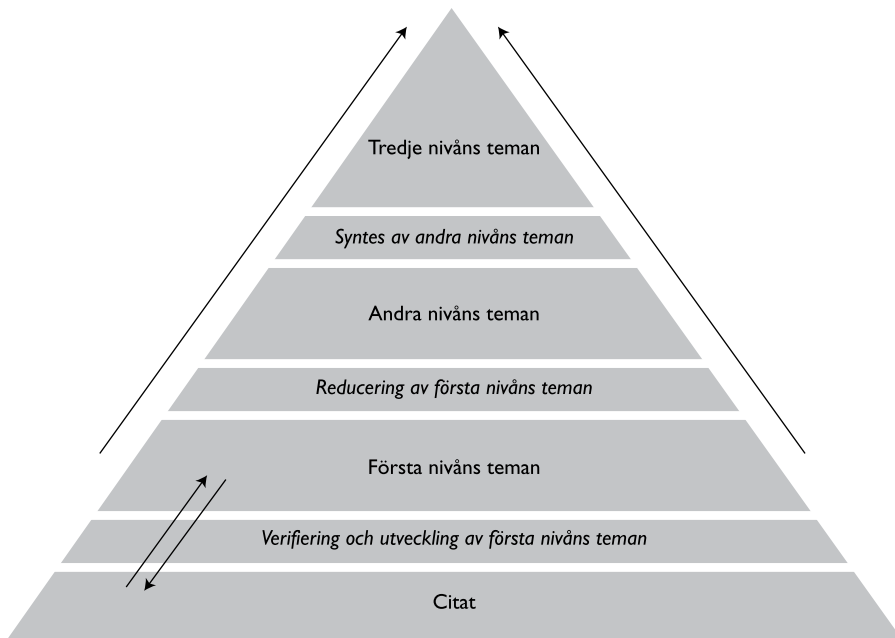 Tredje nivåns teman
Syntes av andra nivåns teman
Andra nivåns teman
Reducering av första nivåns teman
Första nivåns teman
Verifiering och utveckling av första nivåns teman
Citat